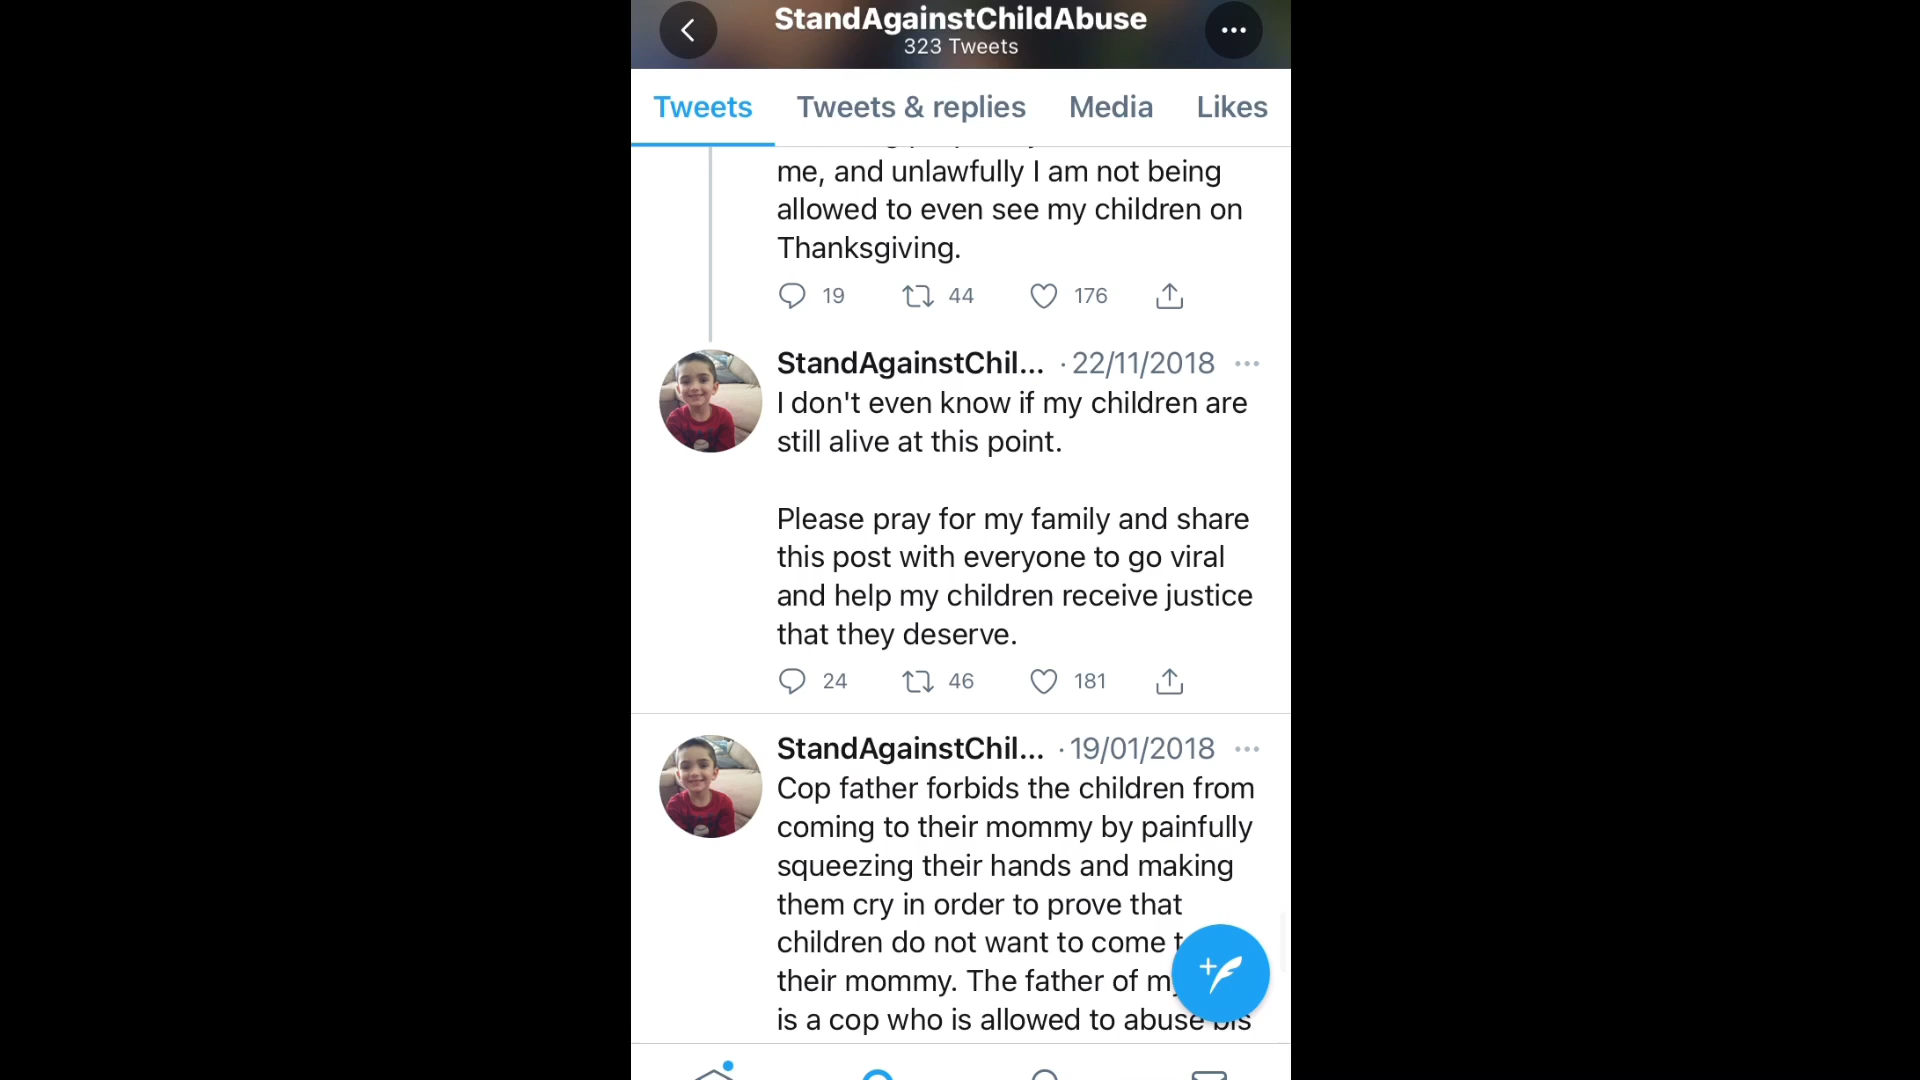 StandAgainstChildAbuse
323 Tweets
Tweets Tweets & replies Media Likes
me, and unlawfully I am not being
allowed to even see my children on
Thanksgiving.
19 44 176
StandAgainstChil... · 22/11/2018
I don't even know if my children are
still alive at this point.
Please pray for my family and share
this post with everyone to go viral
and help my children receive justice
that they deserve.
24 46 181
StandAgainstChil... · 19/01/2018
Cop father forbids the children from
coming to their mommy by painfully
squeezing their hands and making
them cry in order to prove that
children do not want to come
their mommy. The father of
is a cop who is allowed to abuse